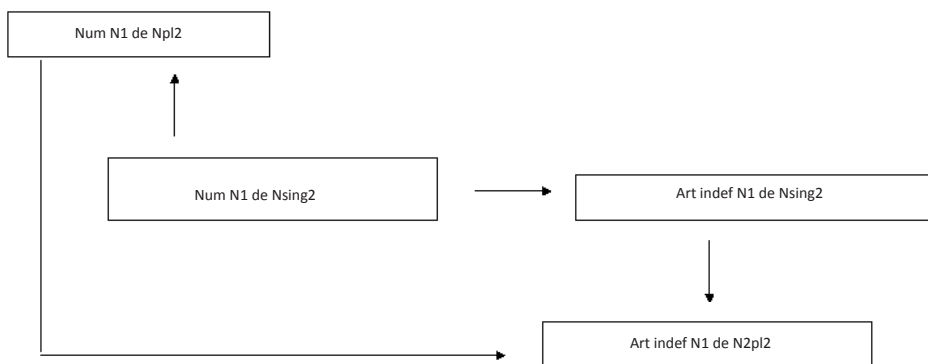 Num N1 de Npl2
Num N1 de Nsing2
Art indef N1 de Nsing2
Art indef N1 de N2pl2